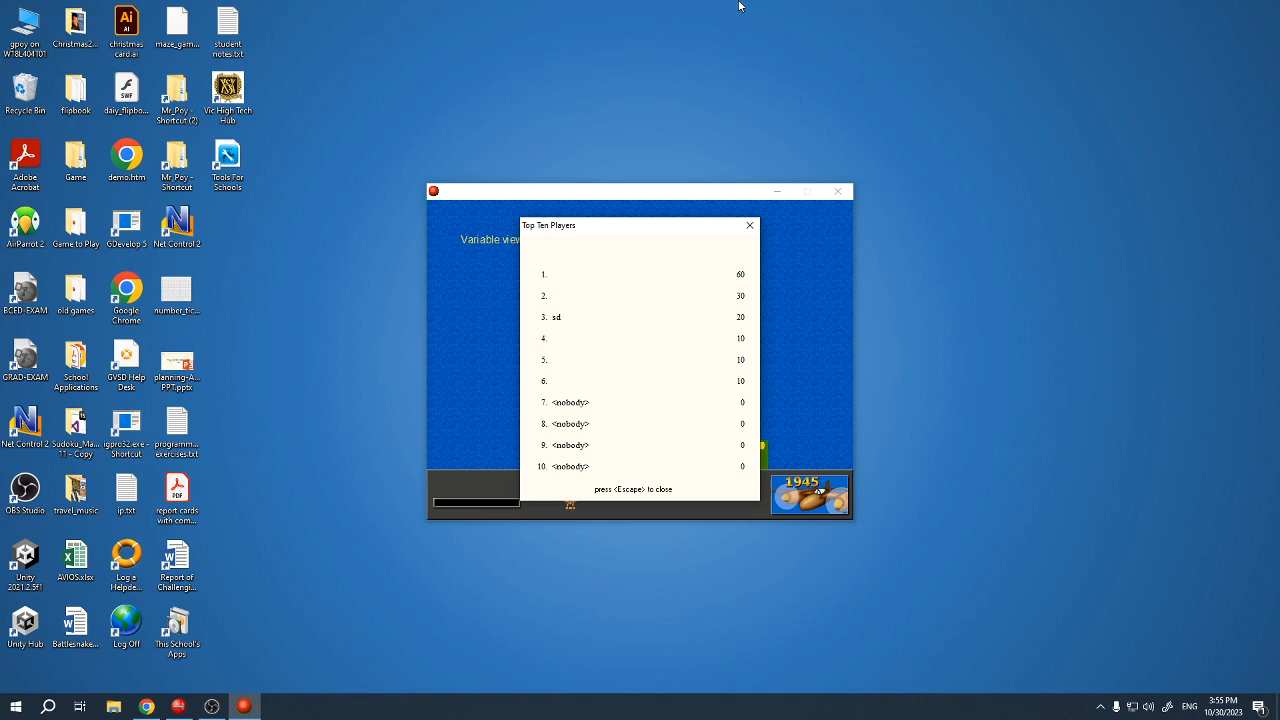 gpoy on
W18L404101
Christmas2...
christmas
card.ai
maze_gam...
student
notes.txt
Recycle Bin
flipbook
daiy_flipbo...
Mr_Poy -
Shortcut (2)
Vic High Tech
Hub
Adobe
Acrobat
Game
demo.htm
Mr_Poy -
Shortcut
Tools For
Schools
AirParrot 2
Game to Play
GDevelop 5
Net Control 2
BCED-EXAM
old games
Google
Chrome
number_tic...
GRAD-EXAM
School
Applications
GVSD Help
Desk
planning-A...
PPT.pptx
Net Control 2
Sudoku_Ma...
11 - Copy
igpro32.exe -
Shortcut
programm...
exercises.txt
OBS Studio
travel_music
ip.txt
report cards
with com...
Unity
2021.2.5f1
AVIOS.xlsx
Log a
Helpde...
Report of
Challengi...
Unity Hub
Battlesnake...
Log Off
This School's
Apps
Variable view
Top Ten Players
1. 60
2. 30
3. sd 20
4. 10
5. 10
6. 10
7. <nobody> 0
8. <nobody> 0
9. <nobody> 0
10. <nobody> 0
press <Escape> to close
1945
ENG
3:55 PM
10/30/2023